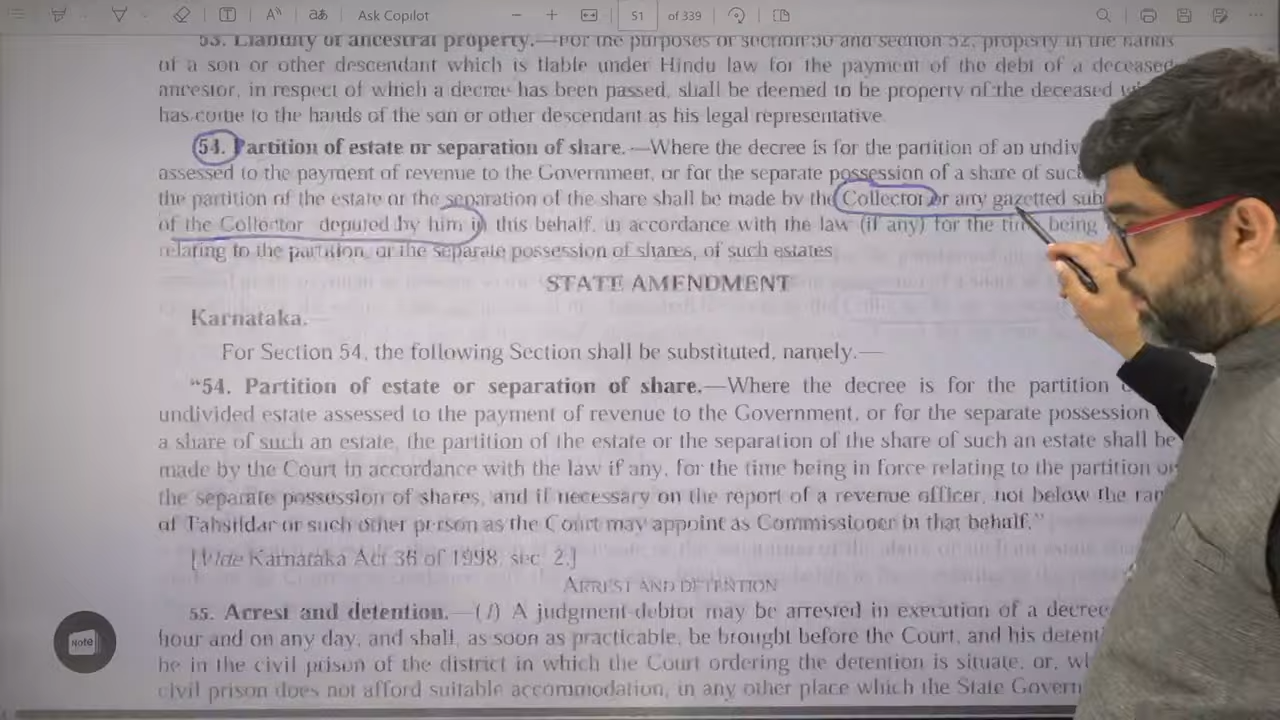 Ask Copilot
51 of 339
53. Liability of ancestral property.—For the purposes of section 50 and section 52, property in the hands
of a son or other descendant which is liable under Hindu law for the payment of the debt of a deceased
ancestor, in respect of which a decree has been passed, shall be deemed to be property of the deceased
has come to the hands of the son or other descendant as his legal representative
54. Partition of estate or separation of share.—Where the decree is for the partition of an
assessed to the payment of revenue to the Government, or for the separate possession of a share of such
the partition of the estate or the separation of the share shall be made by the Collector or any gazetted
of the Collector deputed by him in this behalf, in accordance with the law (if any) for the time being
relating to the partition, or the separate possession of shares, of such estates
STATE AMENDMENT
Karnataka.
For Section 54, the following Section shall be substituted, namely.—
"54. Partition of estate or separation of share.—Where the decree is for the partition
undivided estate assessed to the payment of revenue to the Government, or for the separate possession
a share of such an estate, the partition of the estate or the separation of the share of such an estate shall be
made by the Court in accordance with the law if any, for the time being in force relating to the partition or
the separate possession of shares, and if necessary on the report of a revenue officer, not below the
of Tahsildar or such other person as the Court may appoint as Commissioner in that behalf."
[Vide Karnataka Act 36 of 1998, sec. 2.]
ARREST AND DETENTION
55. Arrest and detention.—(1) A judgment-debtor may be arrested in execution of a decree
hour and on any day, and shall, as soon as practicable, be brought before the Court, and his
be in the civil prison of the district in which the Court ordering the detention is situate, or,
civil prison does not afford suitable accommodation, in any other place which the State
Note